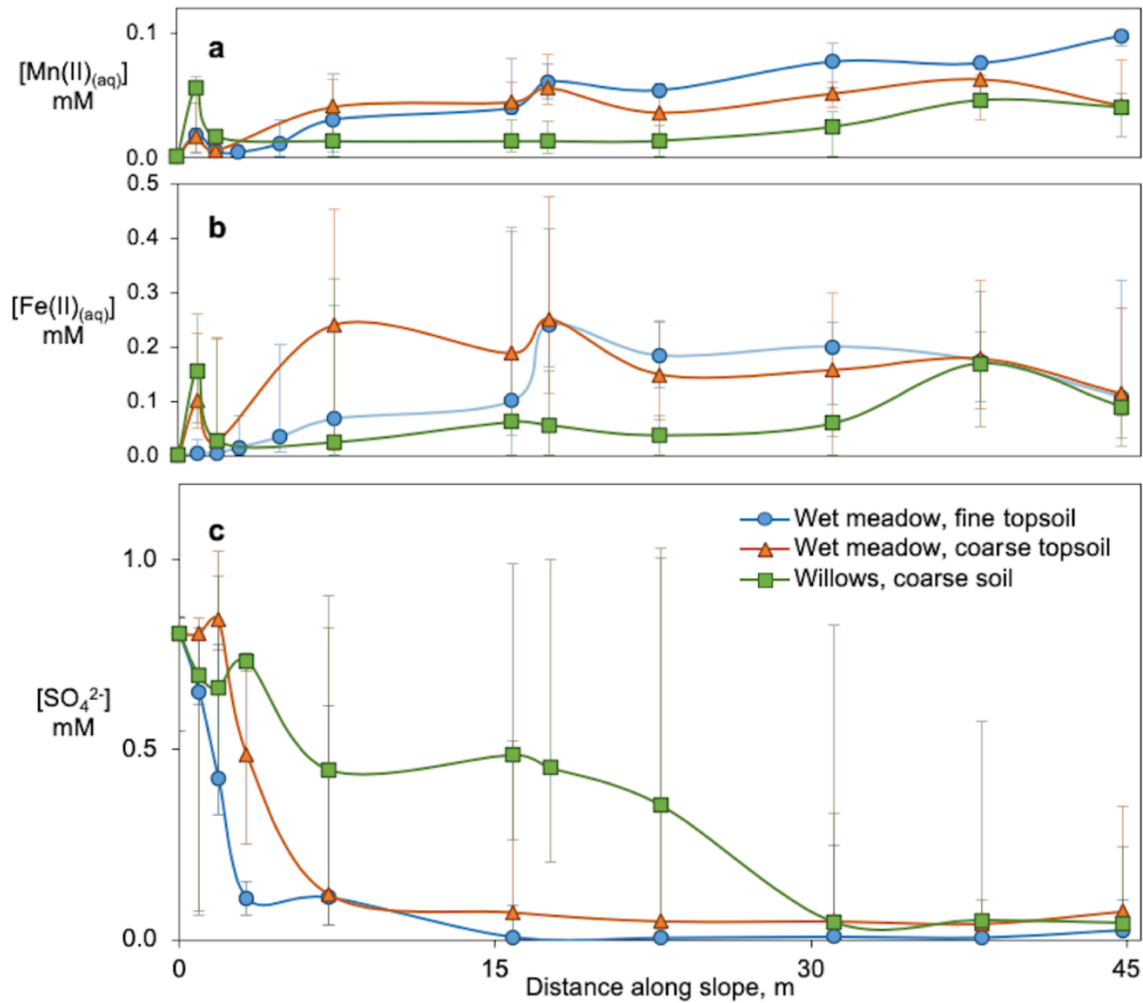 a
[Mn(II)(aq)]
mM
0.1
0.0
b
[Fe(II)(aq)]
mM
0.5
0.4
0.3
0.2
0.1
0.0
c
[SO₄²⁻]
mM
1.0
0.5
0.0
Wet meadow, fine topsoil
Wet meadow, coarse topsoil
Willows, coarse soil
0 15 30 45
Distance along slope, m